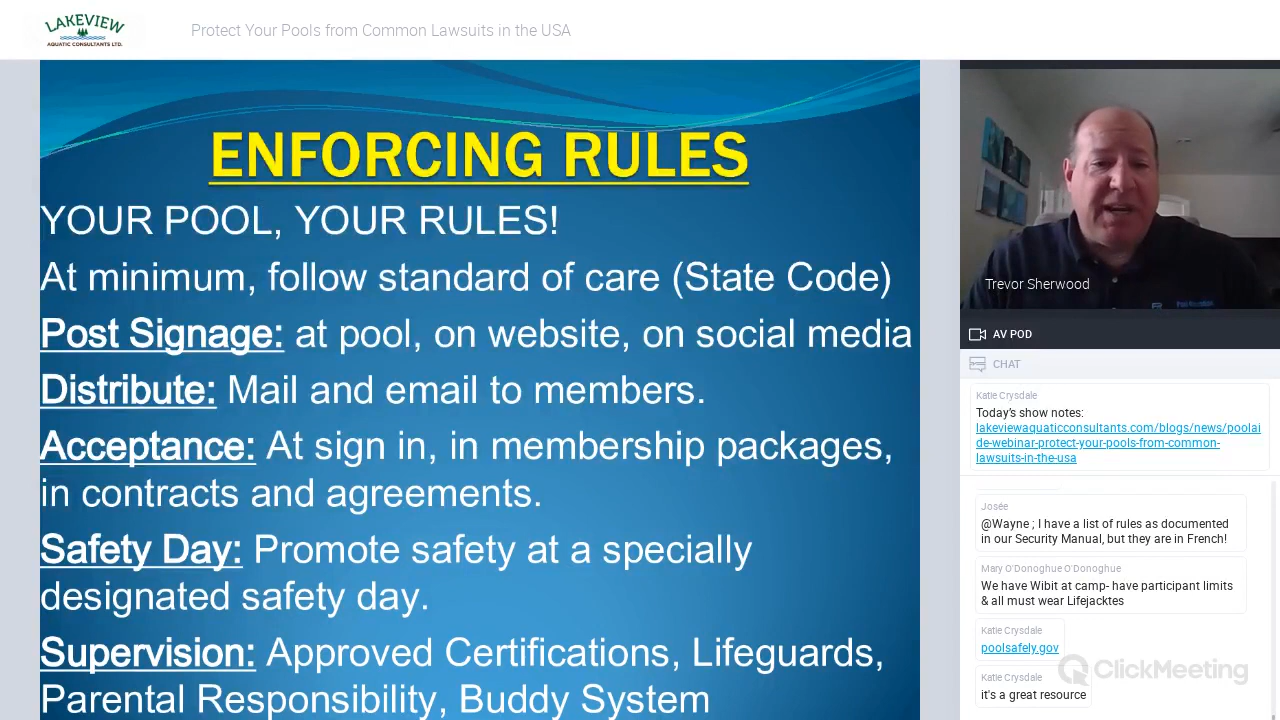 LAKEVIEW
AQUATIC CONSULTANTS LTD.
Protect Your Pools from Common Lawsuits in the USA
ENFORCING RULES
YOUR POOL, YOUR RULES!
At minimum, follow standard of care (State Code)
Post Signage: at pool, on website, on social media
Distribute: Mail and email to members.
Acceptance: At sign in, in membership packages,
in contracts and agreements.
Safety Day: Promote safety at a specially
designated safety day.
Supervision: Approved Certifications, Lifeguards,
Parental Responsibility, Buddy System
Trevor Sherwood
AV POD
CHAT
Katie Crysdale
Today's show notes:
lakeviewaquaticconsultants.com/blogs/news/poolai
de-webinar-protect-your-pools-from-common-
lawsuits-in-the-usa
Josée
@Wayne ; I have a list of rules as documented
in our Security Manual, but they are in French!
Mary O'Donoghue O'Donoghue
We have Wibit at camp- have participant limits
& all must wear Lifejacktes
Katie Crysdale
poolsafely.gov
Katie Crysdale
it's a great resource
ClickMeeting